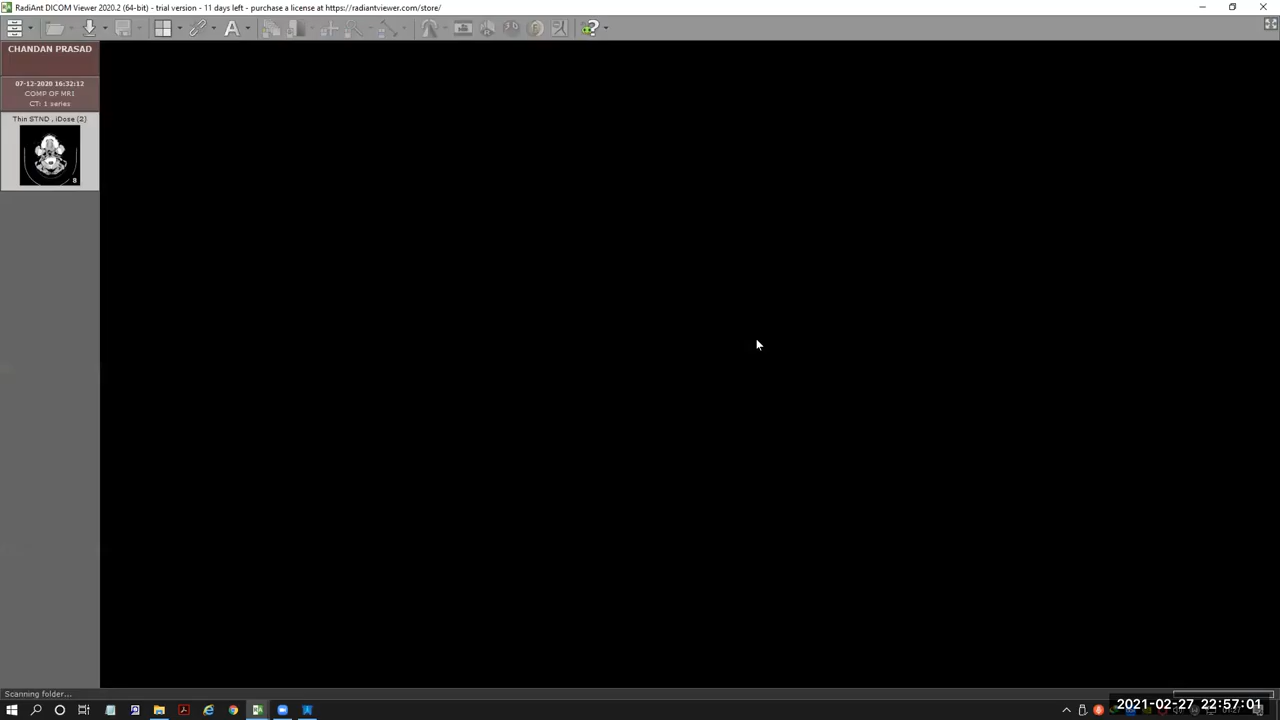 RadiAnt DICOM Viewer 2020.2 (64-bit) - trial version - 11 days left - purchase a license at https://radiantviewer.com/store/
CHANDAN PRASAD
07-12-2020 16:32:12
COMP OF MR1
CT: 1 series
Thin STND , iDose (2)
8
Scanning folder...
2021-02-27 22:57:01